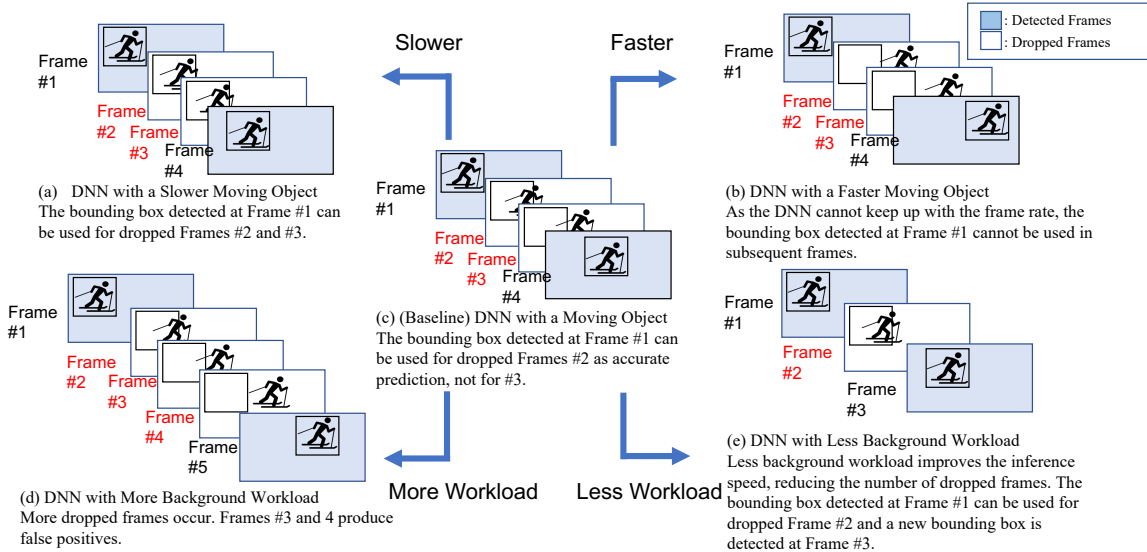 Slower
Faster
: Detected Frames
: Dropped Frames
Frame
#1
Frame
#2
Frame
#3
Frame
#4
(a) DNN with a Slower Moving Object
The bounding box detected at Frame #1 can
be used for dropped Frames #2 and #3.
Frame
#1
Frame
#2
Frame
#3
Frame
#4
(b) DNN with a Faster Moving Object
As the DNN cannot keep up with the frame rate, the
bounding box detected at Frame #1 cannot be used in
subsequent frames.
Frame
#1
Frame
#2
Frame
#3
Frame
#4
(c) (Baseline) DNN with a Moving Object
The bounding box detected at Frame #1 can
be used for dropped Frames #2 as accurate
prediction, not for #3.
Frame
#1
Frame
#2
Frame
#3
Frame
#4
Frame
#5
(d) DNN with More Background Workload
More dropped frames occur. Frames #3 and 4 produce
false positives.
More Workload
Less Workload
Frame
#1
Frame
#2
Frame
#3
(e) DNN with Less Background Workload
Less background workload improves the inference
speed, reducing the number of dropped frames. The
bounding box detected at Frame #1 can be used for
dropped Frame #2 and a new bounding box is
detected at Frame #3.